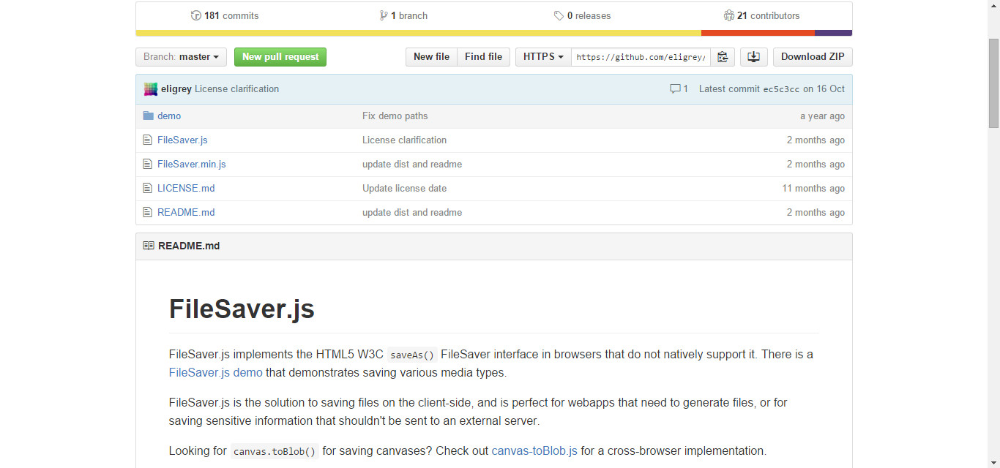 181 commits 1 branch 0 releases 21 contributors
Branch: master New pull request New file Find file HTTPS https://github.com/eligrey/ Download ZIP
eligrey License clarification 1 Latest commit ec5c3cc on 16 Oct
demo Fix demo paths a year ago
FileSaver.js License clarification 2 months ago
FileSaver.min.js update dist and readme 2 months ago
LICENSE.md Update license date 11 months ago
README.md update dist and readme 2 months ago
README.md
FileSaver.js
FileSaver.js implements the HTML5 W3C saveAs() FileSaver interface in browsers that do not natively support it. There is a
FileSaver.js demo that demonstrates saving various media types.
FileSaver.js is the solution to saving files on the client-side, and is perfect for webapps that need to generate files, or for
saving sensitive information that shouldn't be sent to an external server.
Looking for canvas.toBlob() for saving canvases? Check out canvas-toBlob.js for a cross-browser implementation.